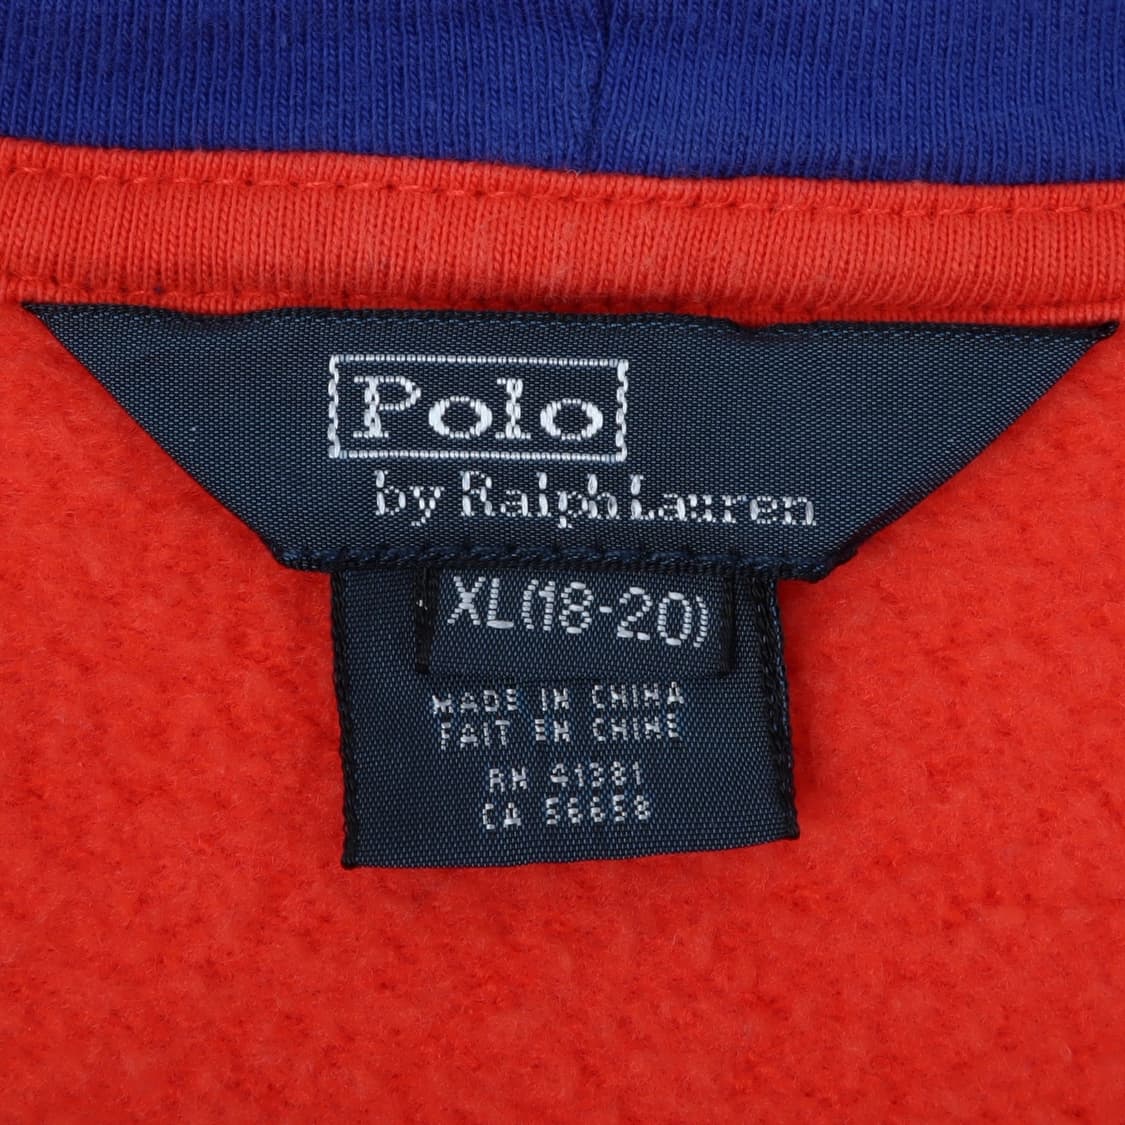 Polo
by Ralph Lauren
XL(18-20)
MADE IN CHINA
FAIT EN CHINE
RN 41381
CA 56658